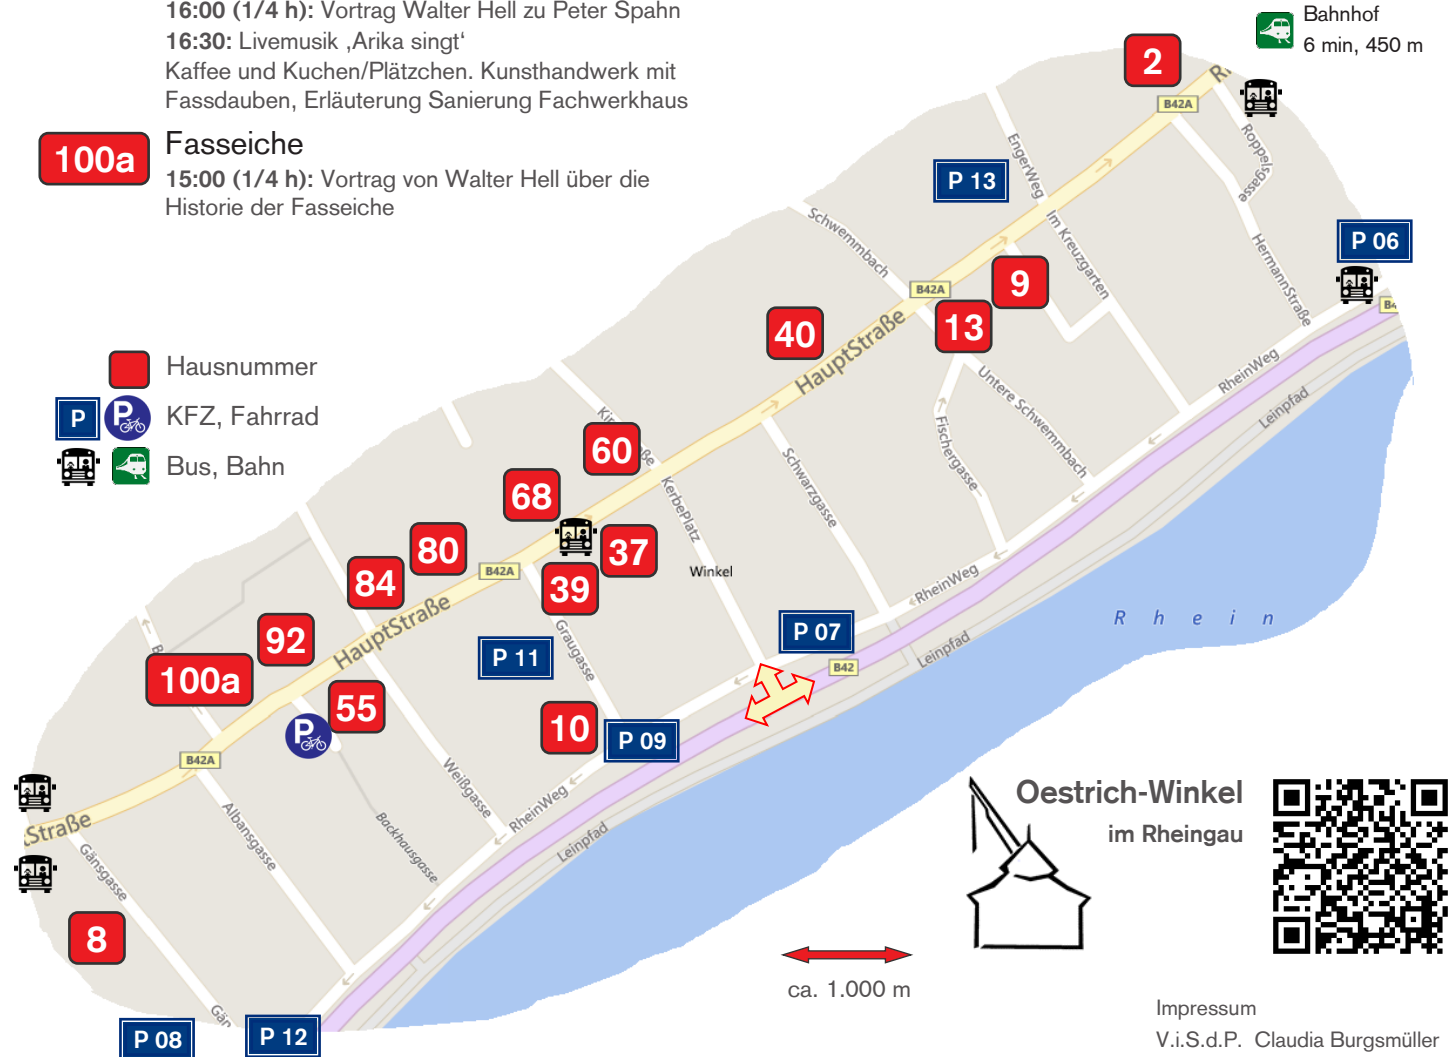 16:00 (1/4 h): Vortrag Walter Hell zu Peter Spahn
16:30: Livemusik ‚Arika singt‘
Kaffee und Kuchen/Plätzchen. Kunsthandwerk mit
Fassdauben, Erläuterung Sanierung Fachwerkhaus
100a
Fasseiche
15:00 (1/4 h): Vortrag von Walter Hell über die
Historie der Fasseiche
Bahnhof
6 min, 450 m
Hausnummer
P
P
KFZ, Fahrrad
Bus, Bahn
2
B42A
Roppelsgasse
EngerWeg
P 13
Im Kreuzgarten
Schwemmbach
HermannStraße
P 06
9
B42A
13
40
HauptStraße
RheinWeg
Leinpfad
Untere Schwemmbach
Fischergasse
60
68
KerbePlatz
Schwarzgasse
37
80
B42A
39
Winkel
84
HauptStraße
Graugasse
RheinWeg
Rhein
92
P 11
P 07
Leinpfad
B42
100a
55
P
10
P 09
B42A
Weißgasse
RheinWeg
Leinpfad
Albansgasse
Backhausgasse
Straße
Gänsgasse
8
P 08
P 12
ca. 1.000 m
Oestrich-Winkel
im Rheingau
Impressum
V.i.S.d.P. Claudia Burgsmüller